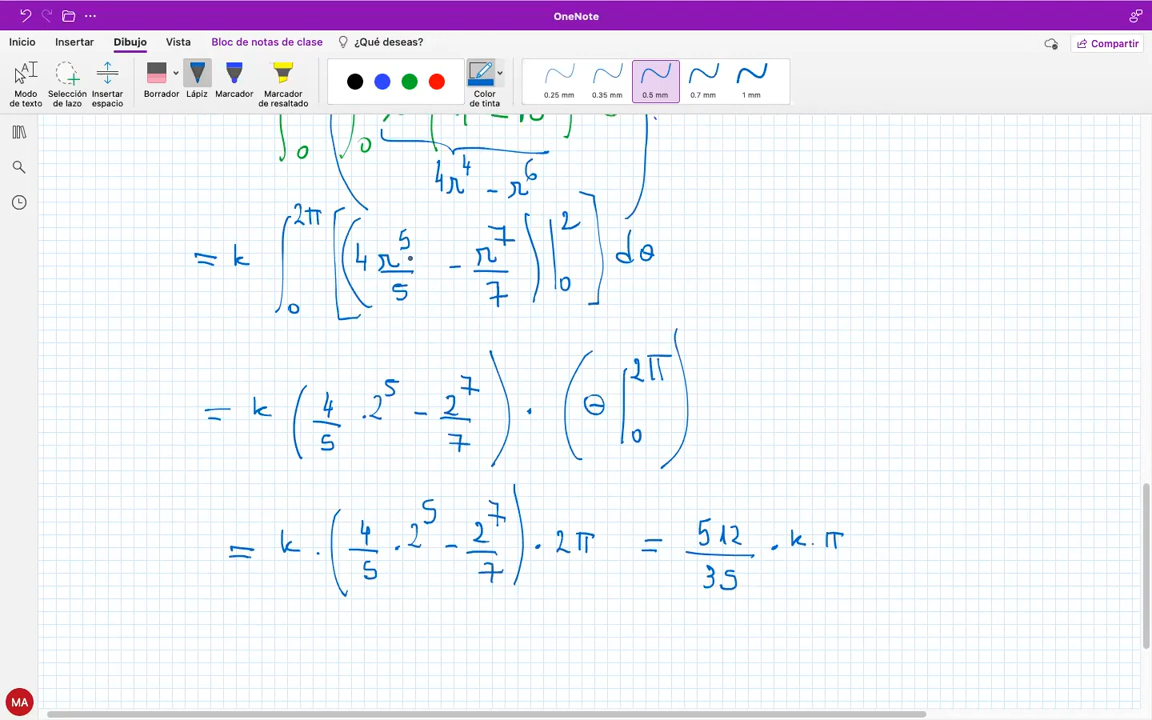 OneNote
Inicio Insertar Dibujo Vista Bloc de notas de clase ¿Qué deseas? Compartir
Modo de texto Selección de lazo Insertar espacio Borrador Lápiz Marcador Marcador de resaltado Color de tinta 0.25 mm 0.35 mm 0.5 mm 0.7 mm 1 mm
∫₀ ( ∫₀
4r⁴ - r⁶
= k ∫₀^2π [ ( 4 r⁵/5 - r⁷/7 ) |₀² ] dθ
= k ( 4/5 · 2⁵ - 2⁷/7 ) · ( θ |₀^2π )
= k · ( 4/5 · 2⁵ - 2⁷/7 ) · 2π = 512/35 · k · π
MA